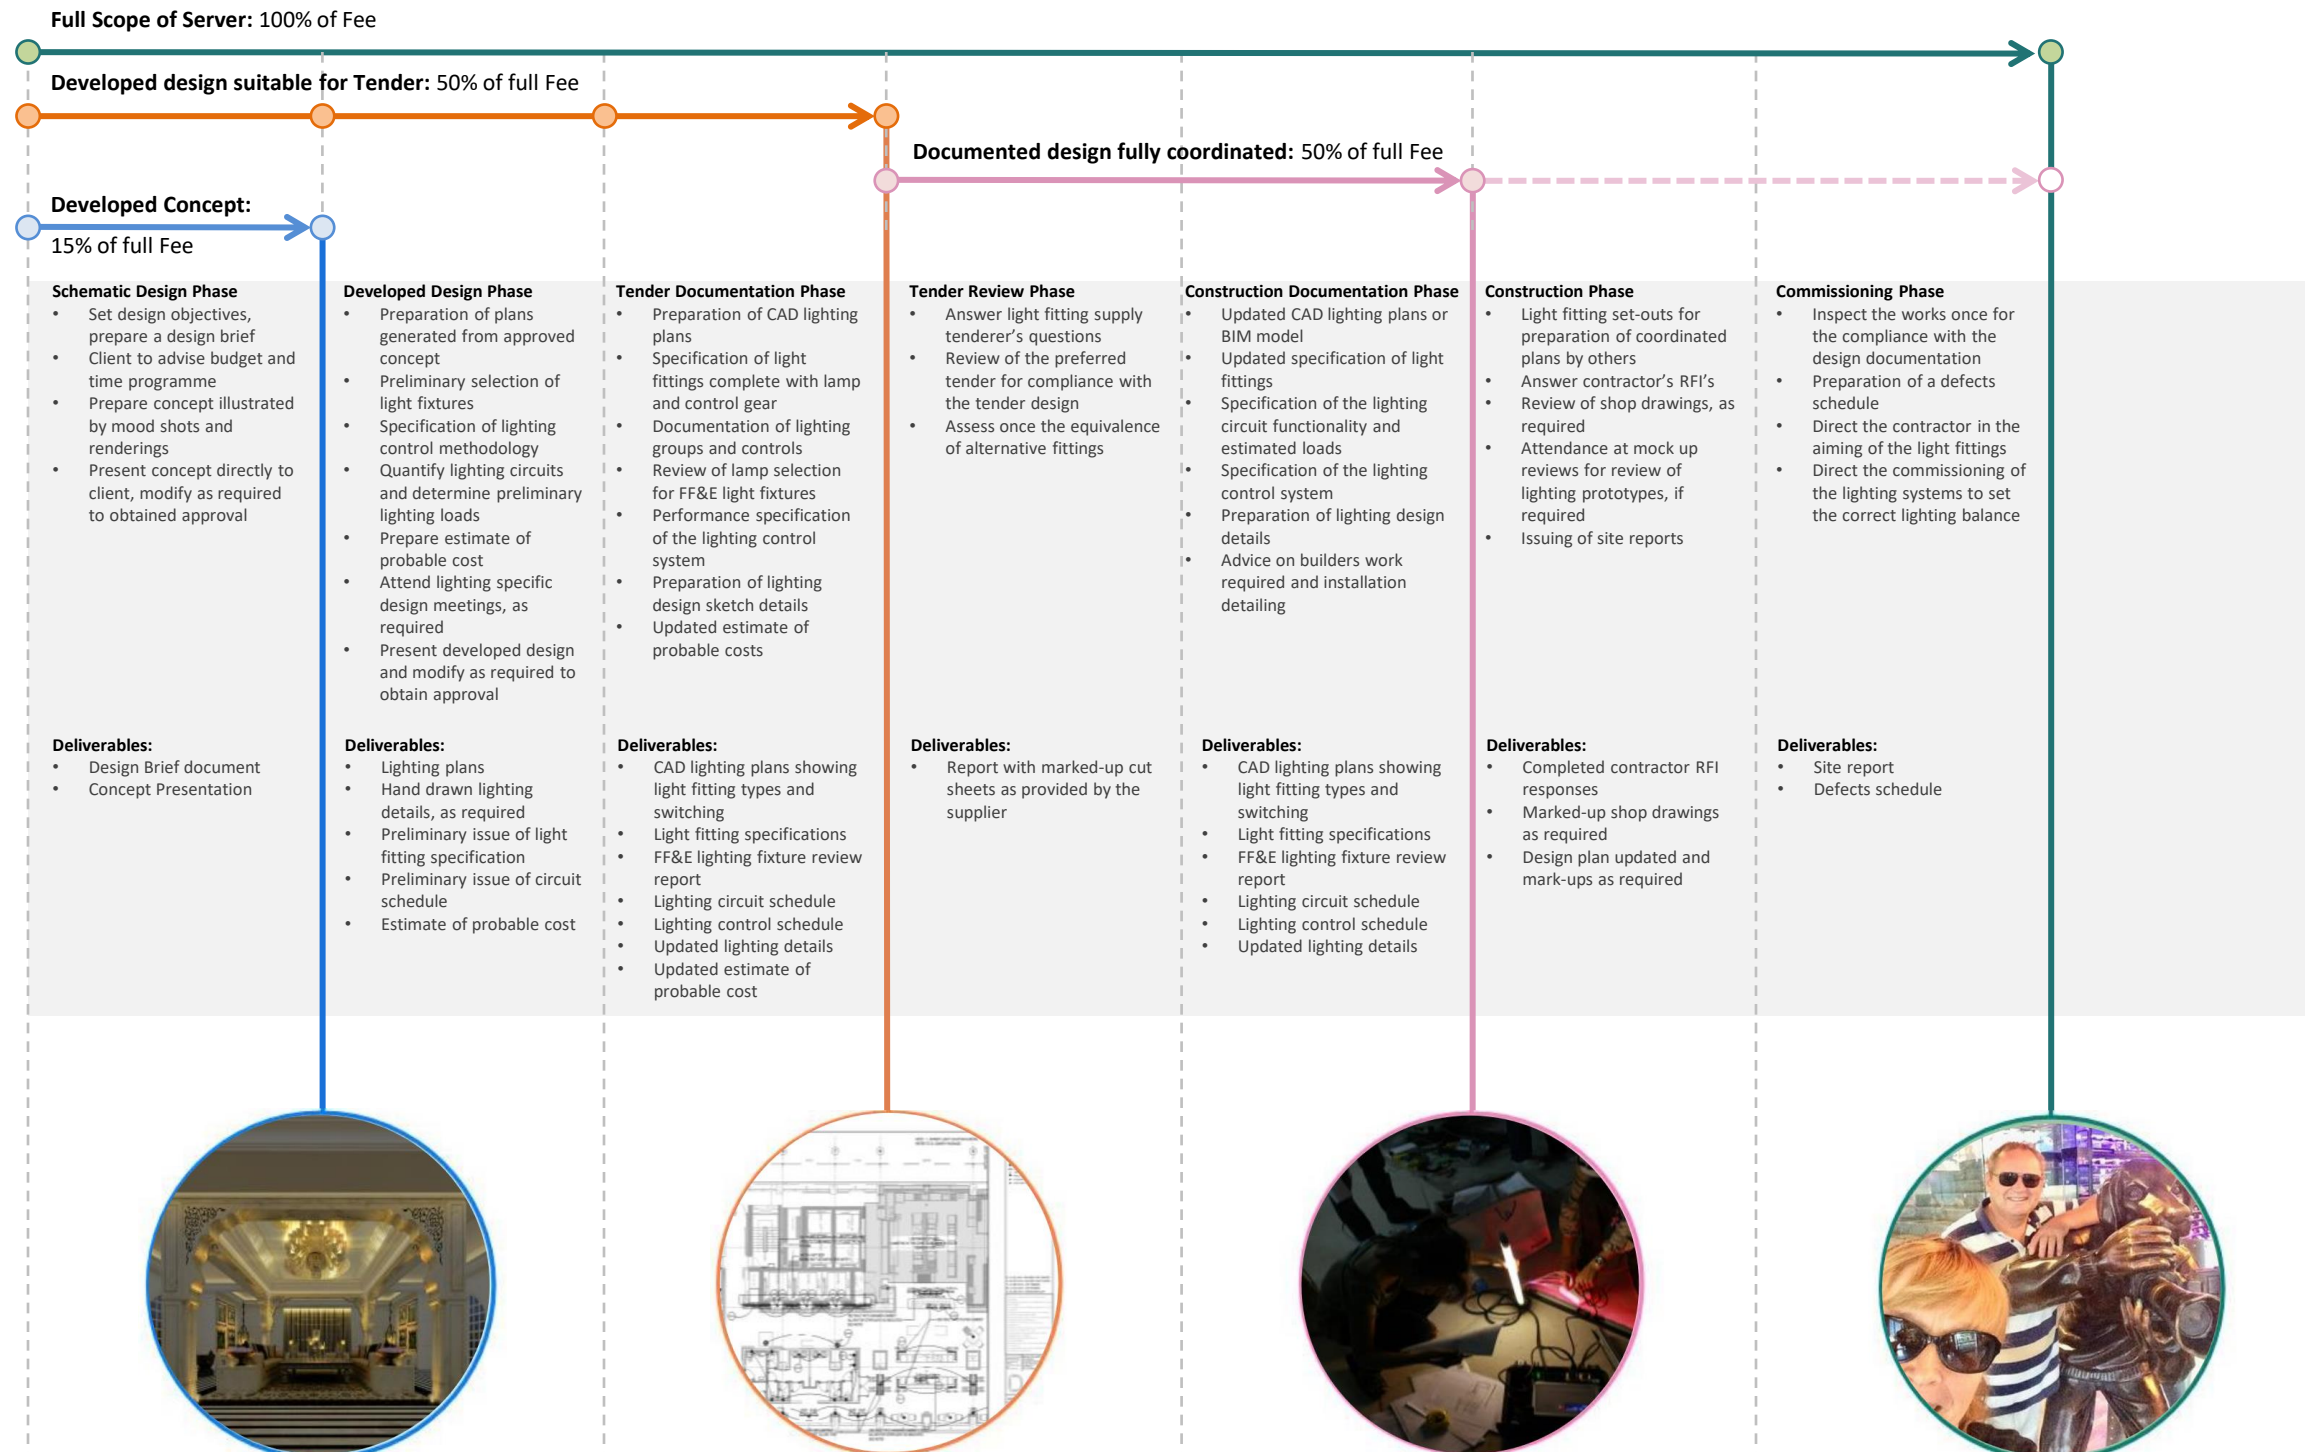 Full Scope of Server: 100% of Fee
Developed design suitable for Tender: 50% of full Fee
Documented design fully coordinated: 50% of full Fee
Developed Concept:
15% of full Fee
Schematic Design Phase
• Set design objectives,
prepare a design brief
• Client to advise budget and
time programme
• Prepare concept illustrated
by mood shots and
renderings
• Present concept directly to
client, modify as required
to obtained approval
Deliverables:
• Design Brief document
• Concept Presentation
Developed Design Phase
• Preparation of plans
generated from approved
concept
• Preliminary selection of
light fixtures
• Specification of lighting
control methodology
• Quantify lighting circuits
and determine preliminary
lighting loads
• Prepare estimate of
probable cost
• Attend lighting specific
design meetings, as
required
• Present developed design
and modify as required to
obtain approval
Deliverables:
• Lighting plans
• Hand drawn lighting
details, as required
• Preliminary issue of light
fitting specification
• Preliminary issue of circuit
schedule
• Estimate of probable cost
Tender Documentation Phase
• Preparation of CAD lighting
plans
• Specification of light
fittings complete with lamp
and control gear
• Documentation of lighting
groups and controls
• Review of lamp selection
for FF&E light fixtures
• Performance specification
of the lighting control
system
• Preparation of lighting
design sketch details
• Updated estimate of
probable costs
Deliverables:
• CAD lighting plans showing
light fitting types and
switching
• Light fitting specifications
• FF&E lighting fixture review
report
• Lighting circuit schedule
• Lighting control schedule
• Updated lighting details
• Updated estimate of
probable cost
Tender Review Phase
• Answer light fitting supply
tenderer's questions
• Review of the preferred
tender for compliance with
the tender design
• Assess once the equivalence
of alternative fittings
Deliverables:
• Report with marked-up cut
sheets as provided by the
supplier
Construction Documentation Phase
• Updated CAD lighting plans or
BIM model
• Updated specification of light
fittings
• Specification of the lighting
circuit functionality and
estimated loads
• Specification of the lighting
control system
• Preparation of lighting design
details
• Advice on builders work
required and installation
detailing
Deliverables:
• CAD lighting plans showing
light fitting types and
switching
• Light fitting specifications
• FF&E lighting fixture review
report
• Lighting circuit schedule
• Lighting control schedule
• Updated lighting details
Construction Phase
• Light fitting set-outs for
preparation of coordinated
plans by others
• Answer contractor's RFI's
• Review of shop drawings, as
required
• Attendance at mock up
reviews for review of
lighting prototypes, if
required
• Issuing of site reports
Deliverables:
• Completed contractor RFI
responses
• Marked-up shop drawings
as required
• Design plan updated and
mark-ups as required
Commissioning Phase
• Inspect the works once for
the compliance with the
design documentation
• Preparation of a defects
schedule
• Direct the contractor in the
aiming of the light fittings
• Direct the commissioning of
the lighting systems to set
the correct lighting balance
Deliverables:
• Site report
• Defects schedule